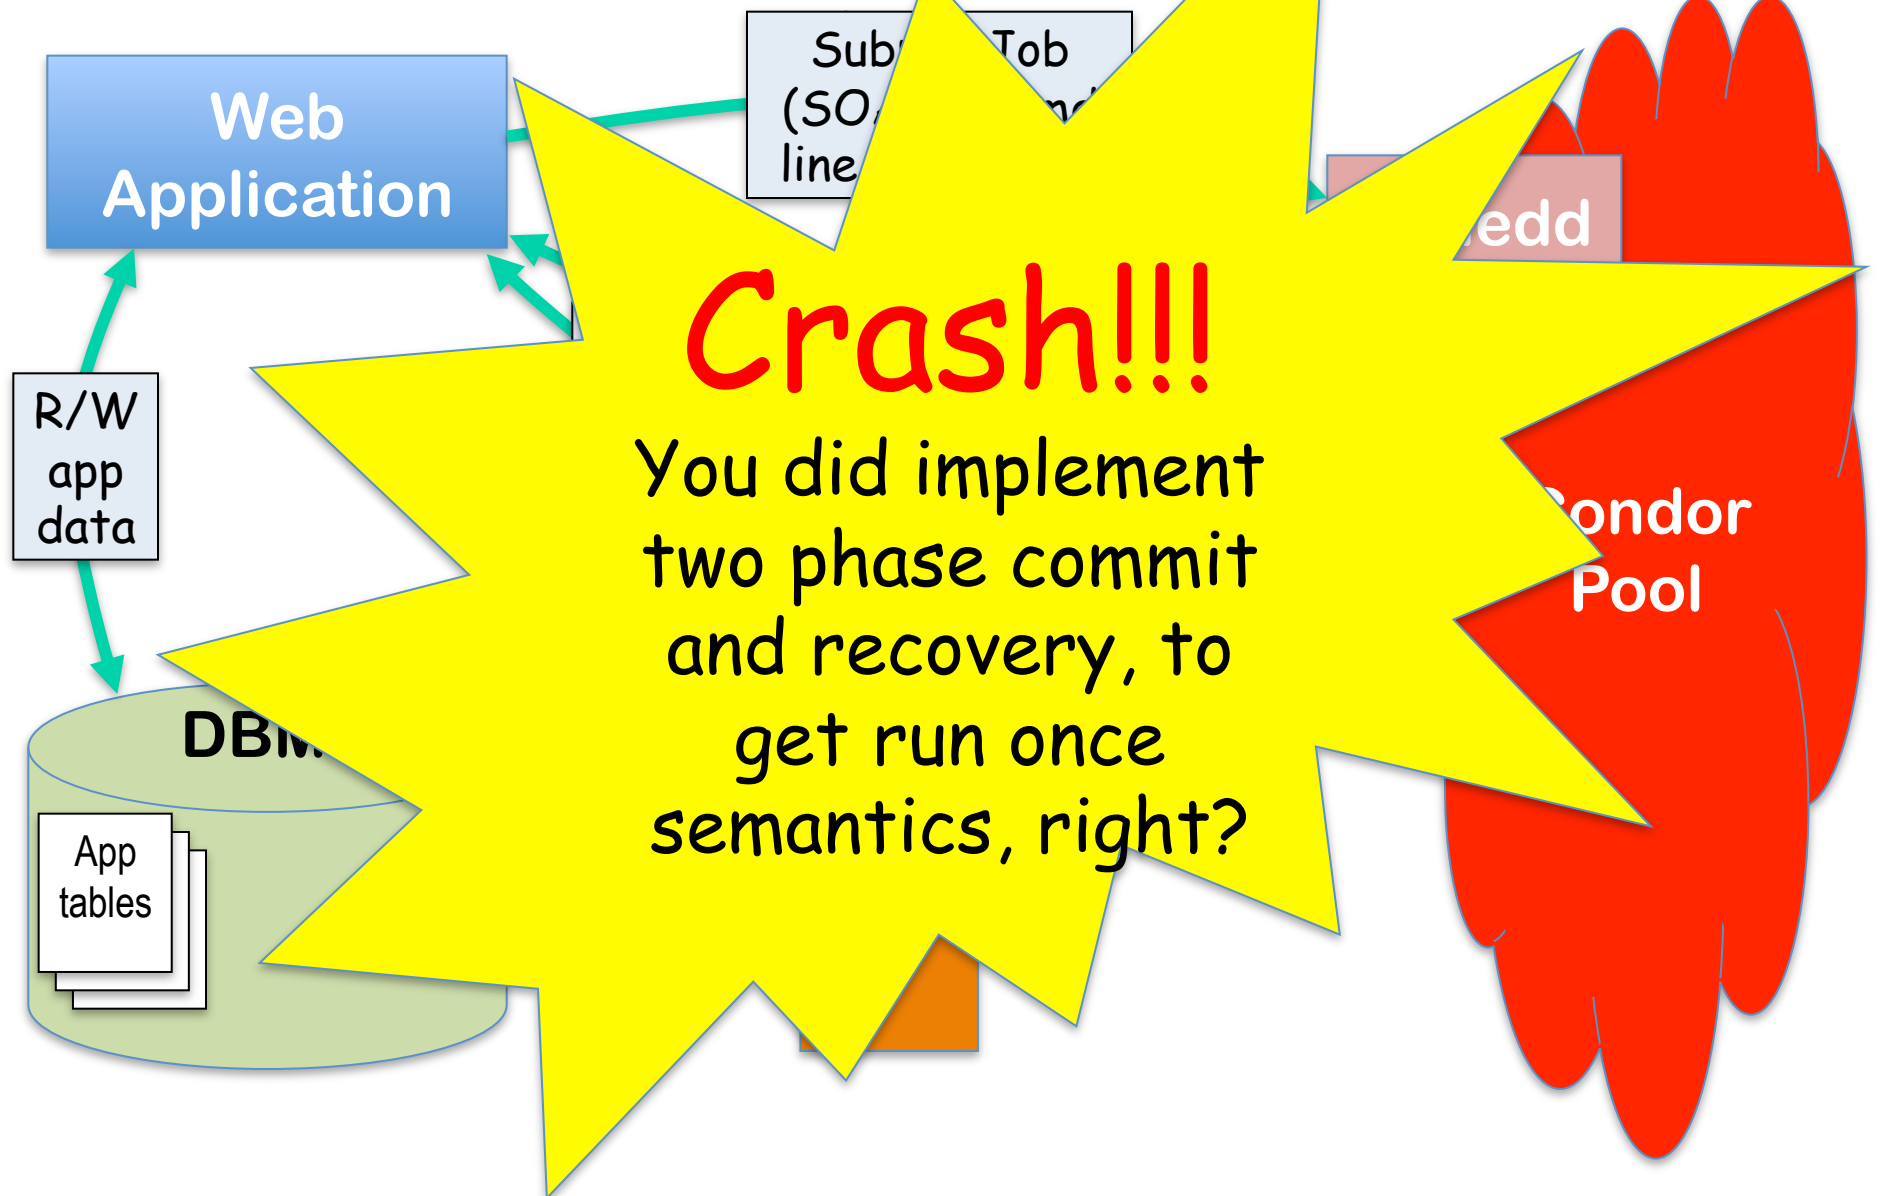 Web
Application
line
R/W
app
data
App
tables
Crash!!!
You did implement
two phase commit
and recovery, to
get run once
semantics, right?
Pool